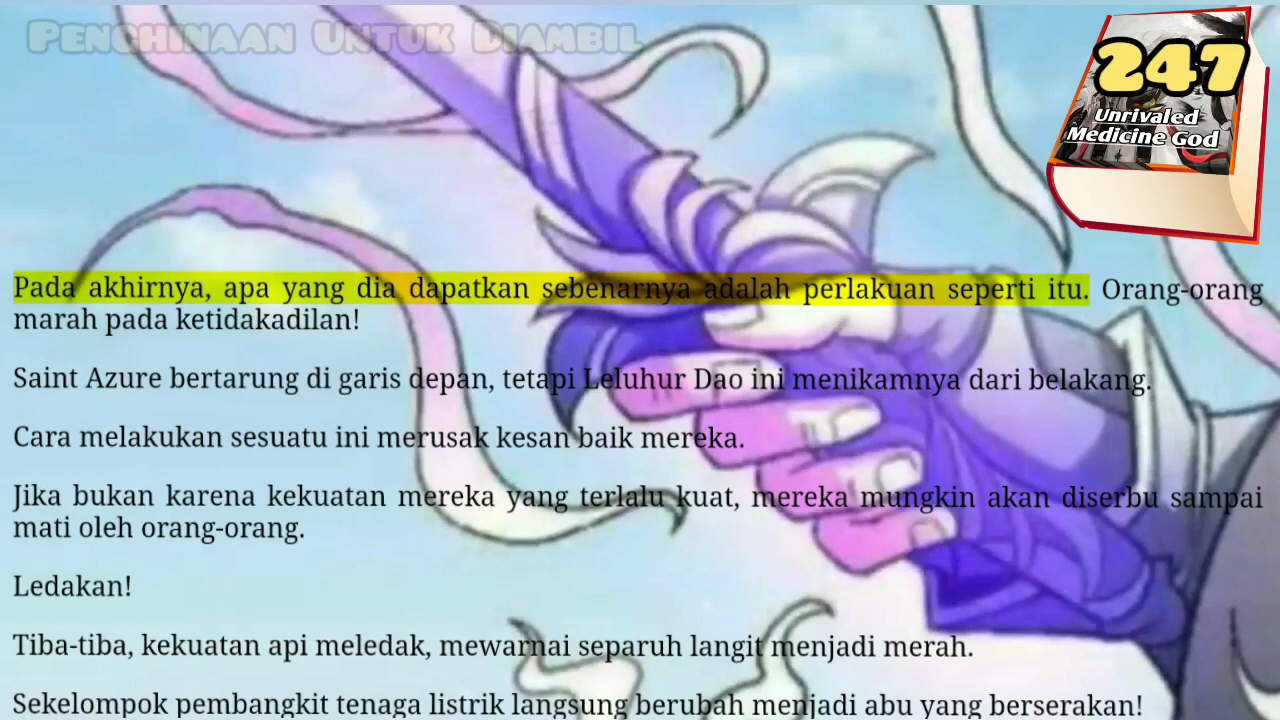 Penghinaan Untuk Diambil
247
Unrivaled
Medicine God
Pada akhirnya, apa yang dia dapatkan sebenarnya adalah perlakuan seperti itu. Orang-orang
marah pada ketidakadilan!
Saint Azure bertarung di garis depan, tetapi Leluhur Dao ini menikamnya dari belakang.
Cara melakukan sesuatu ini merusak kesan baik mereka.
Jika bukan karena kekuatan mereka yang terlalu kuat, mereka mungkin akan diserbu sampai
mati oleh orang-orang.
Ledakan!
Tiba-tiba, kekuatan api meledak, mewarnai separuh langit menjadi merah.
Sekelompok pembangkit tenaga listrik langsung berubah menjadi abu yang berserakan!